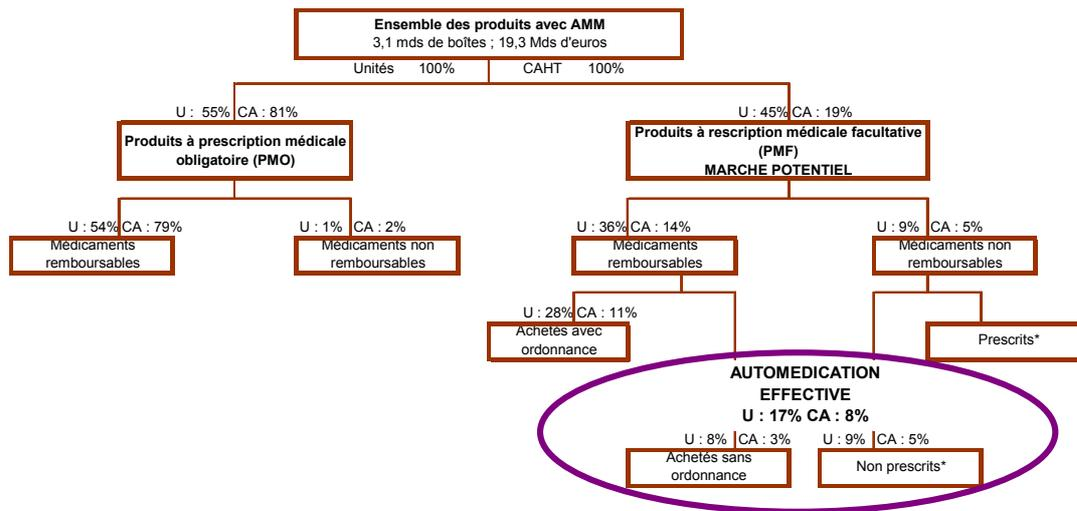 Ensemble des produits avec AMM
3,1 mds de boîtes ; 19,3 Mds d'euros
Unités 100% CAHT 100%
U : 55% CA : 81%
Produits à prescription médicale
obligatoire (PMO)
U : 45% CA : 19%
Produits à rescription médicale facultative
(PMF)
MARCHE POTENTIEL
U : 54% CA : 79%
Médicaments
remboursables
U : 1% CA : 2%
Médicaments non
remboursables
U : 36% CA : 14%
Médicaments
remboursables
U : 9% CA : 5%
Médicaments non
remboursables
U : 28% CA : 11%
Achetés avec
ordonnance
Prescrits*
AUTOMEDICATION
EFFECTIVE
U : 17% CA : 8%
U : 8% CA : 3%
Achetés sans
ordonnance
U : 9% CA : 5%
Non prescrits*